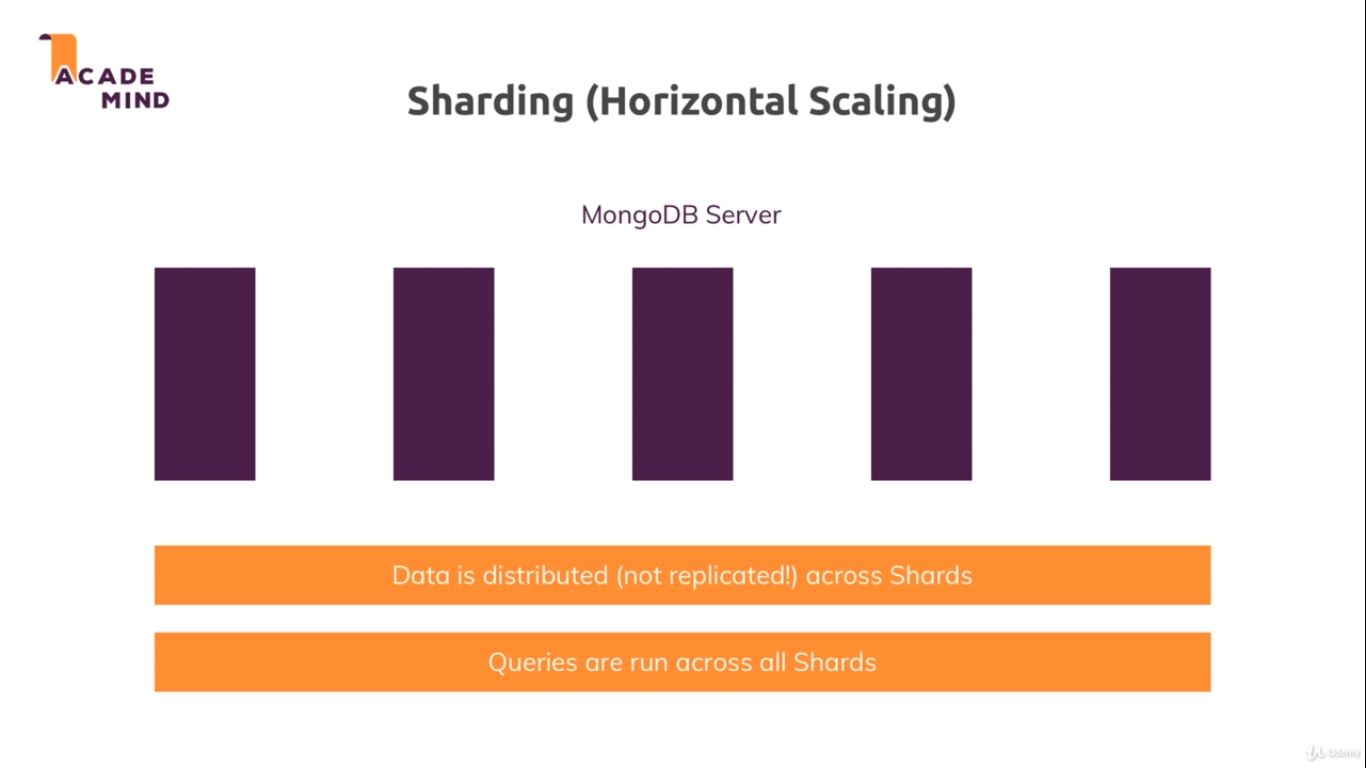 ACADE
MIND
Sharding (Horizontal Scaling)
MongoDB Server
Data is distributed (not replicated!) across Shards
Queries are run across all Shards
Udemy